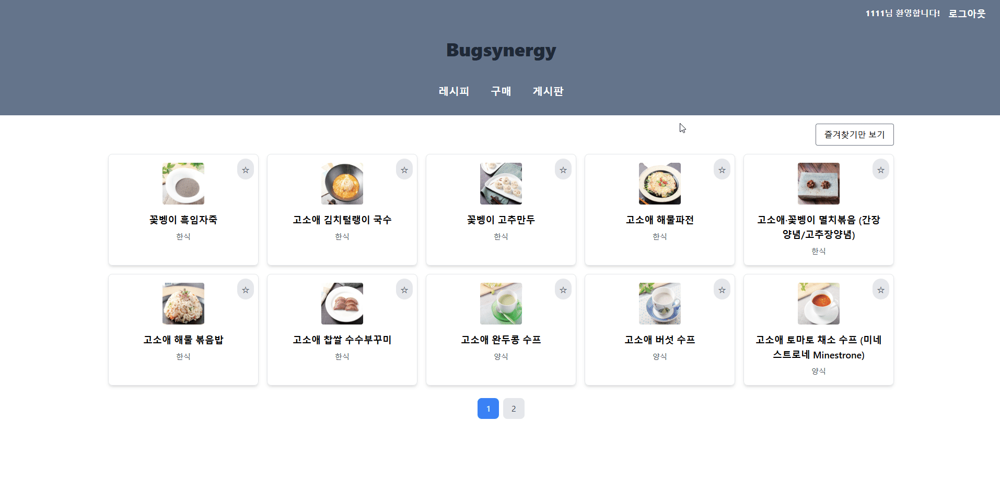 1111님 환영합니다! 로그아웃
Bugsynergy
레시피 구매 게시판
즐겨찾기만 보기
☆ ☆ ☆ ☆ ☆
꽃벵이 흑임자죽
한식
고소애 김치털랭이 국수
한식
꽃벵이 고추만두
한식
고소애 해물파전
한식
고소애·꽃벵이 멸치볶음 (간장
양념/고추장양념)
한식
☆ ☆ ☆ ☆ ☆
고소애 해물 볶음밥
한식
고소애 찹쌀 수수부꾸미
한식
고소애 완두콩 수프
양식
고소애 버섯 수프
양식
고소애 토마토 채소 수프 (미네
스트로네 Minestrone)
양식
1 2